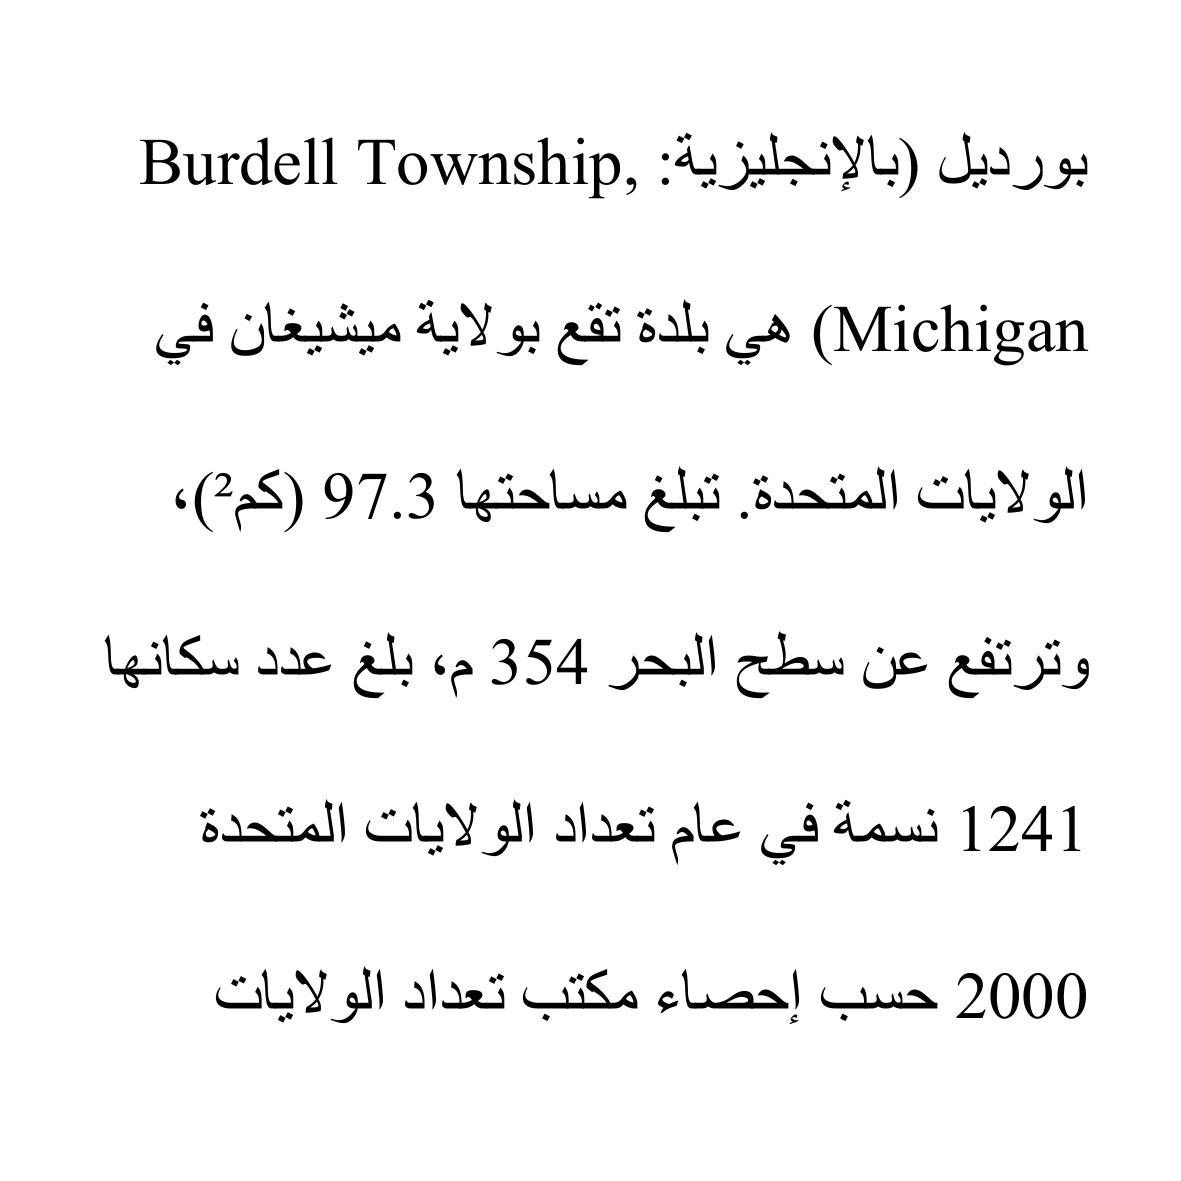 بورديل (بالإنجليزية: Burdell Township,
Michigan) هي بلدة تقع بولاية ميشيغان في
الولايات المتحدة. تبلغ مساحتها 97.3 (كم²)،
وترتفع عن سطح البحر 354 م، بلغ عدد سكانها
1241 نسمة في عام تعداد الولايات المتحدة
2000 حسب إحصاء مكتب تعداد الولايات